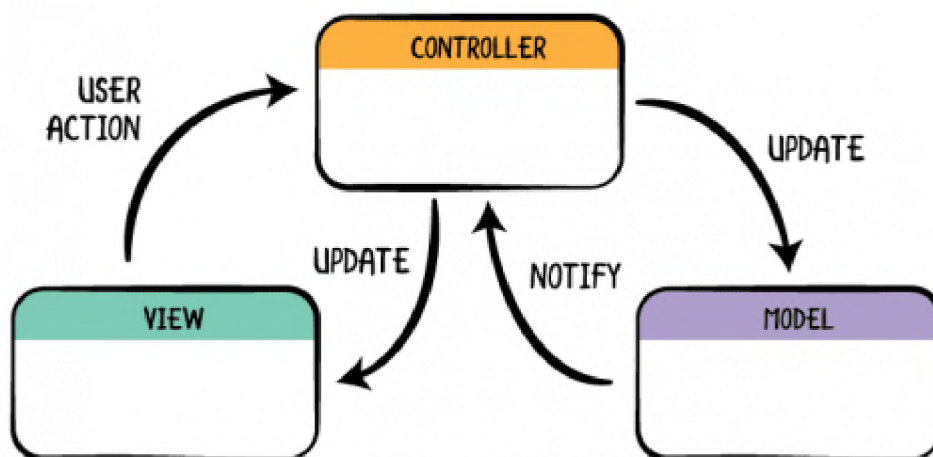 CONTROLLER
USER
ACTION
UPDATE
UPDATE
NOTIFY
VIEW
MODEL